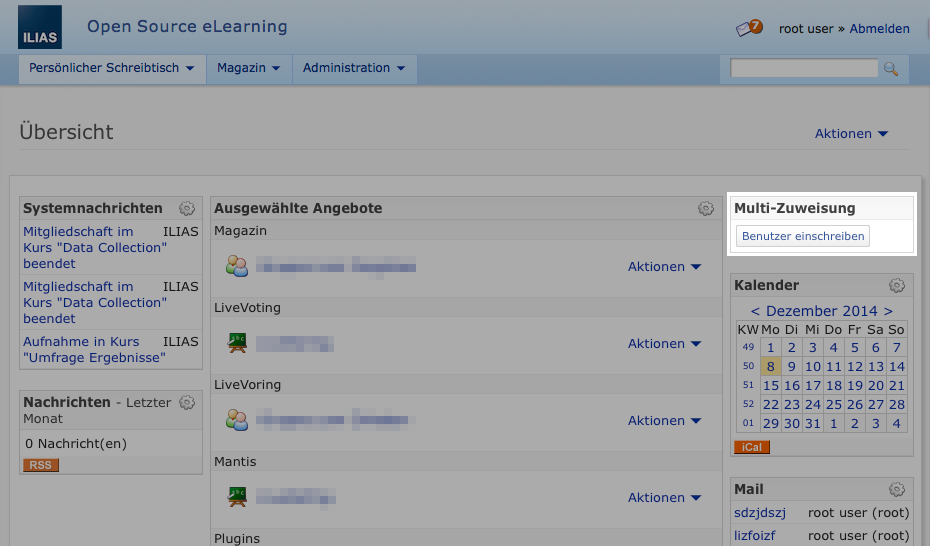 ILIAS
Open Source eLearning
7
root user » Abmelden
Persönlicher Schreibtisch
Magazin
Administration
Übersicht
Aktionen
Systemnachrichten
Mitgliedschaft im Kurs "Data Collection" beendet
ILIAS
Mitgliedschaft im Kurs "Data Collection" beendet
ILIAS
Aufnahme in Kurs "Umfrage Ergebnisse"
ILIAS
Nachrichten - Letzter Monat
0 Nachricht(en)
RSS
Ausgewählte Angebote
Magazin
Aktionen
LiveVoting
Aktionen
LiveVoring
Aktionen
Mantis
Aktionen
Plugins
Multi-Zuweisung
Benutzer einschreiben
Kalender
< Dezember 2014 >
KW Mo Di Mi Do Fr Sa So
49 1 2 3 4 5 6 7
50 8 9 10 11 12 13 14
51 15 16 17 18 19 20 21
52 22 23 24 25 26 27 28
01 29 30 31 1 2 3 4
iCal
Mail
sdzjdszj root user (root)
lizfoizf root user (root)